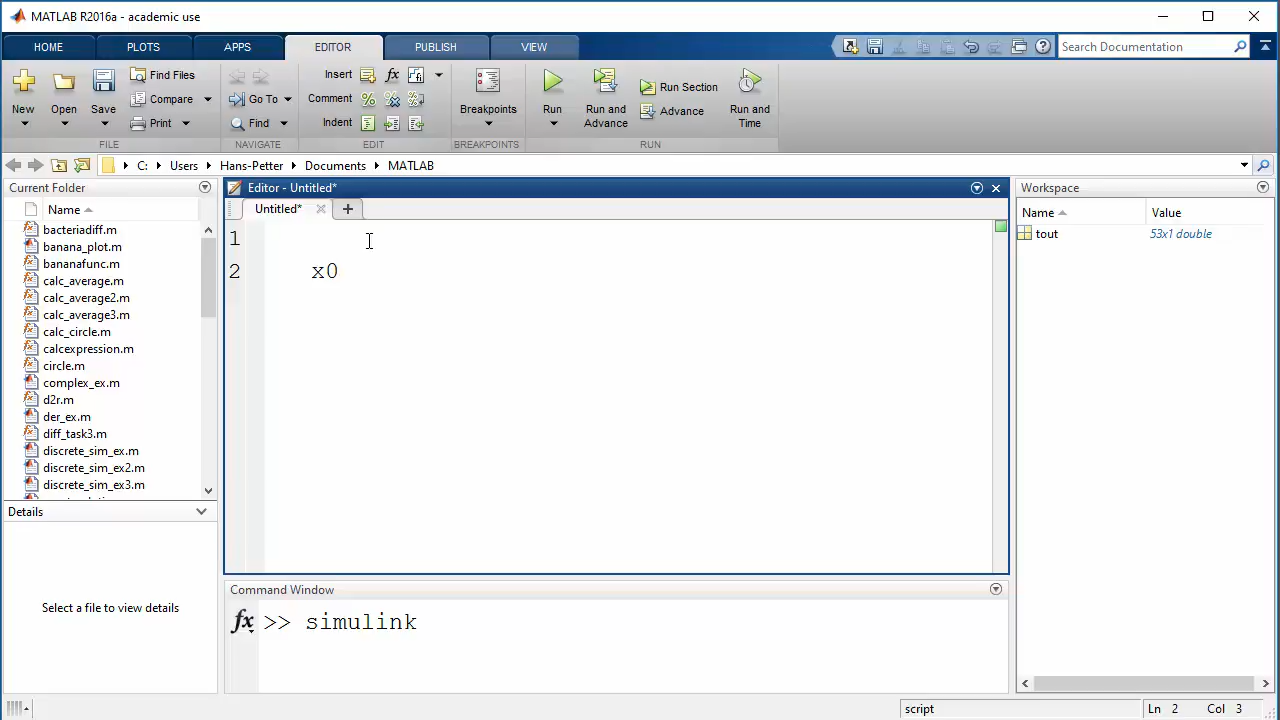 MATLAB R2016a - academic use
HOME PLOTS APPS EDITOR PUBLISH VIEW
Search Documentation
New
Open
Save
Find Files
Compare
Print
FILE
Go To
Find
NAVIGATE
Insert fx
Comment
Indent
EDIT
Breakpoints
BREAKPOINTS
Run
Run and
Advance
Run Section
Advance
Run and
Time
RUN
C: Users Hans-Petter Documents MATLAB
Current Folder
Name
bacteriadiff.m
banana_plot.m
bananafunc.m
calc_average.m
calc_average2.m
calc_average3.m
calc_circle.m
calcexpression.m
circle.m
complex_ex.m
d2r.m
der_ex.m
diff_task3.m
discrete_sim_ex.m
discrete_sim_ex2.m
discrete_sim_ex3.m
Details
Select a file to view details
Editor - Untitled*
Untitled*
1
2 x0
Command Window
fx >> simulink
Workspace
Name Value
tout 53x1 double
script Ln 2 Col 3